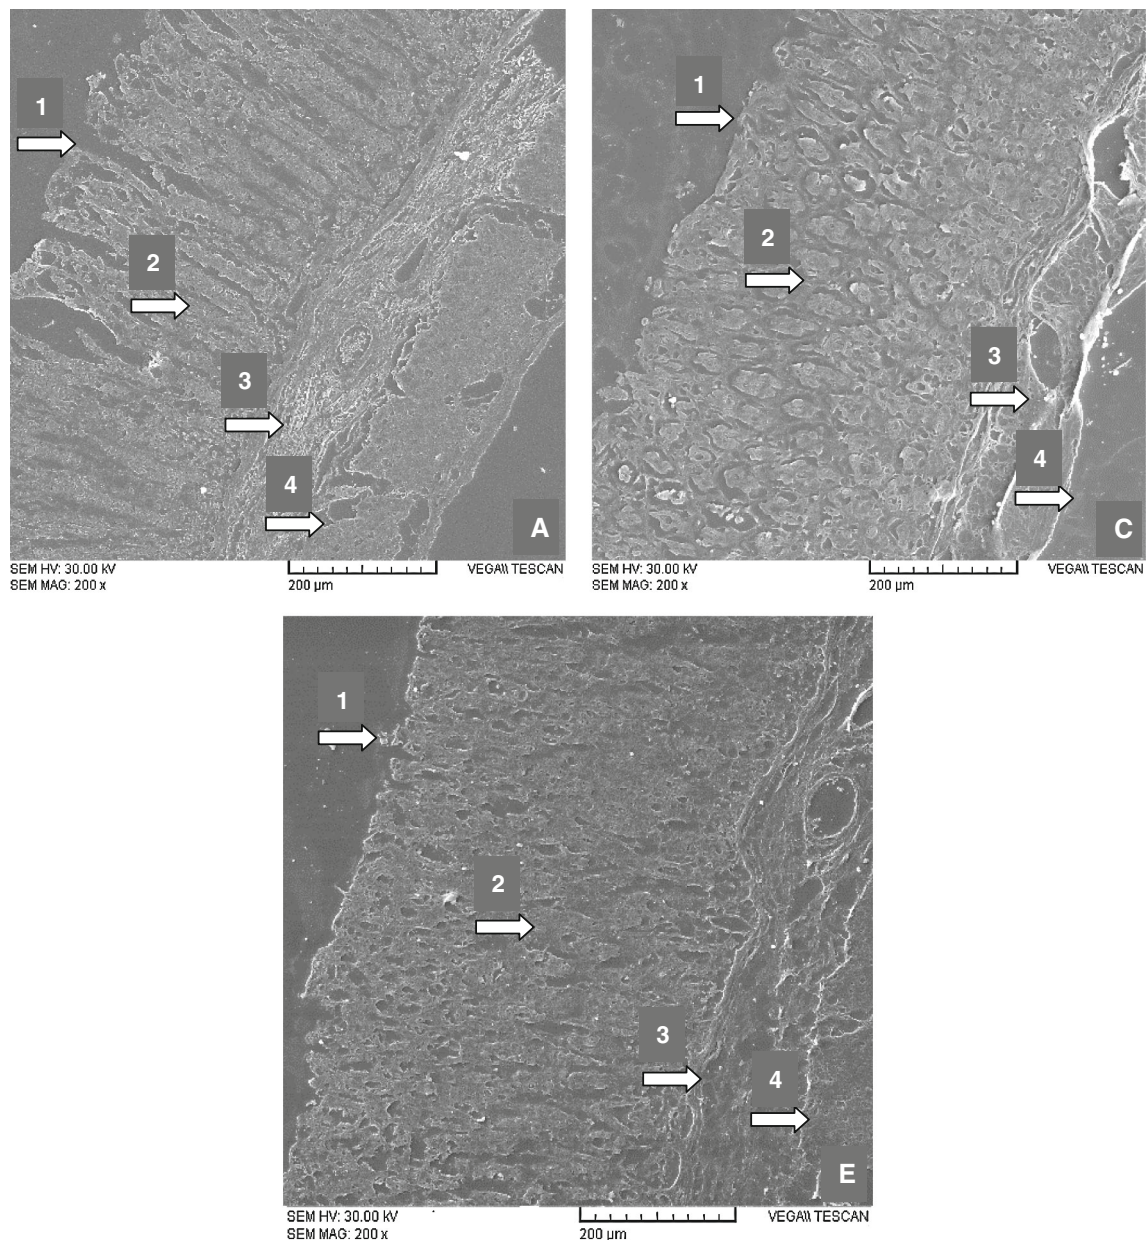 1
2
3
4
A
SEM HV: 30.00 kV
VEGA\\ TESCAN
SEM MAG: 200 x
200 µm
1
2
3
4
C
SEM HV: 30.00 kV
VEGA\\ TESCAN
SEM MAG: 200 x
200 µm
1
2
3
4
E
SEM HV: 30.00 kV
VEGA\\ TESCAN
SEM MAG: 200 x
200 µm